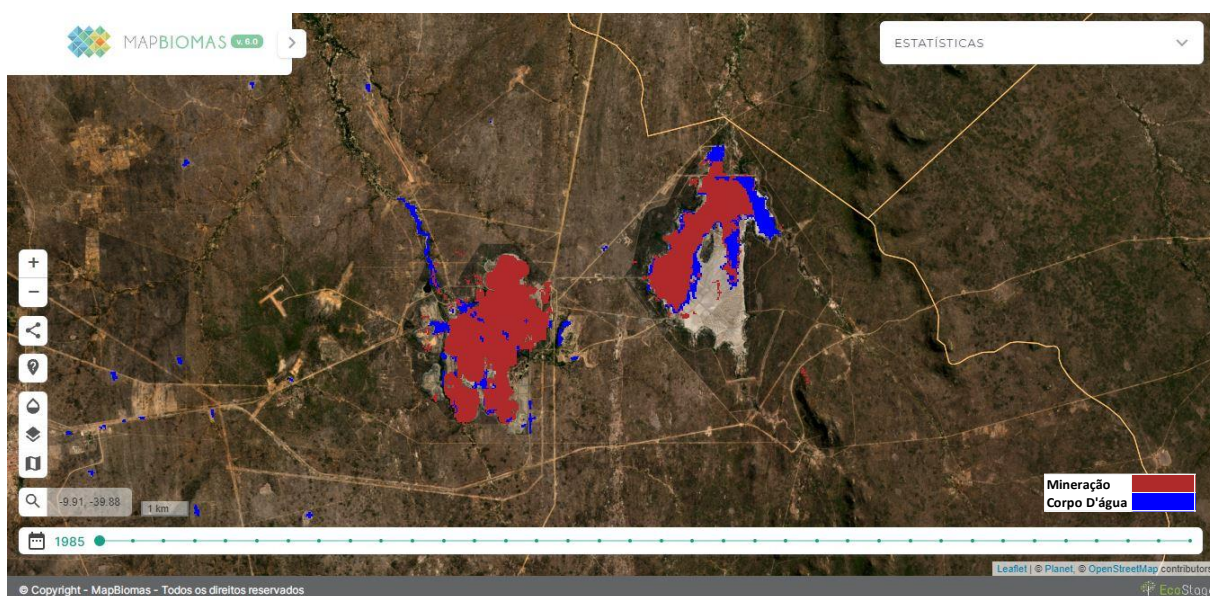 MAPBIOMAS v. 6.0 >
ESTATÍSTICAS
+
−
-9.91, -39.88
1 km
Mineração
Corpo D'água
1985
Leaflet | © Planet, © OpenStreetMap contributors
© Copyright - MapBiomas - Todos os direitos reservados
EcoStage